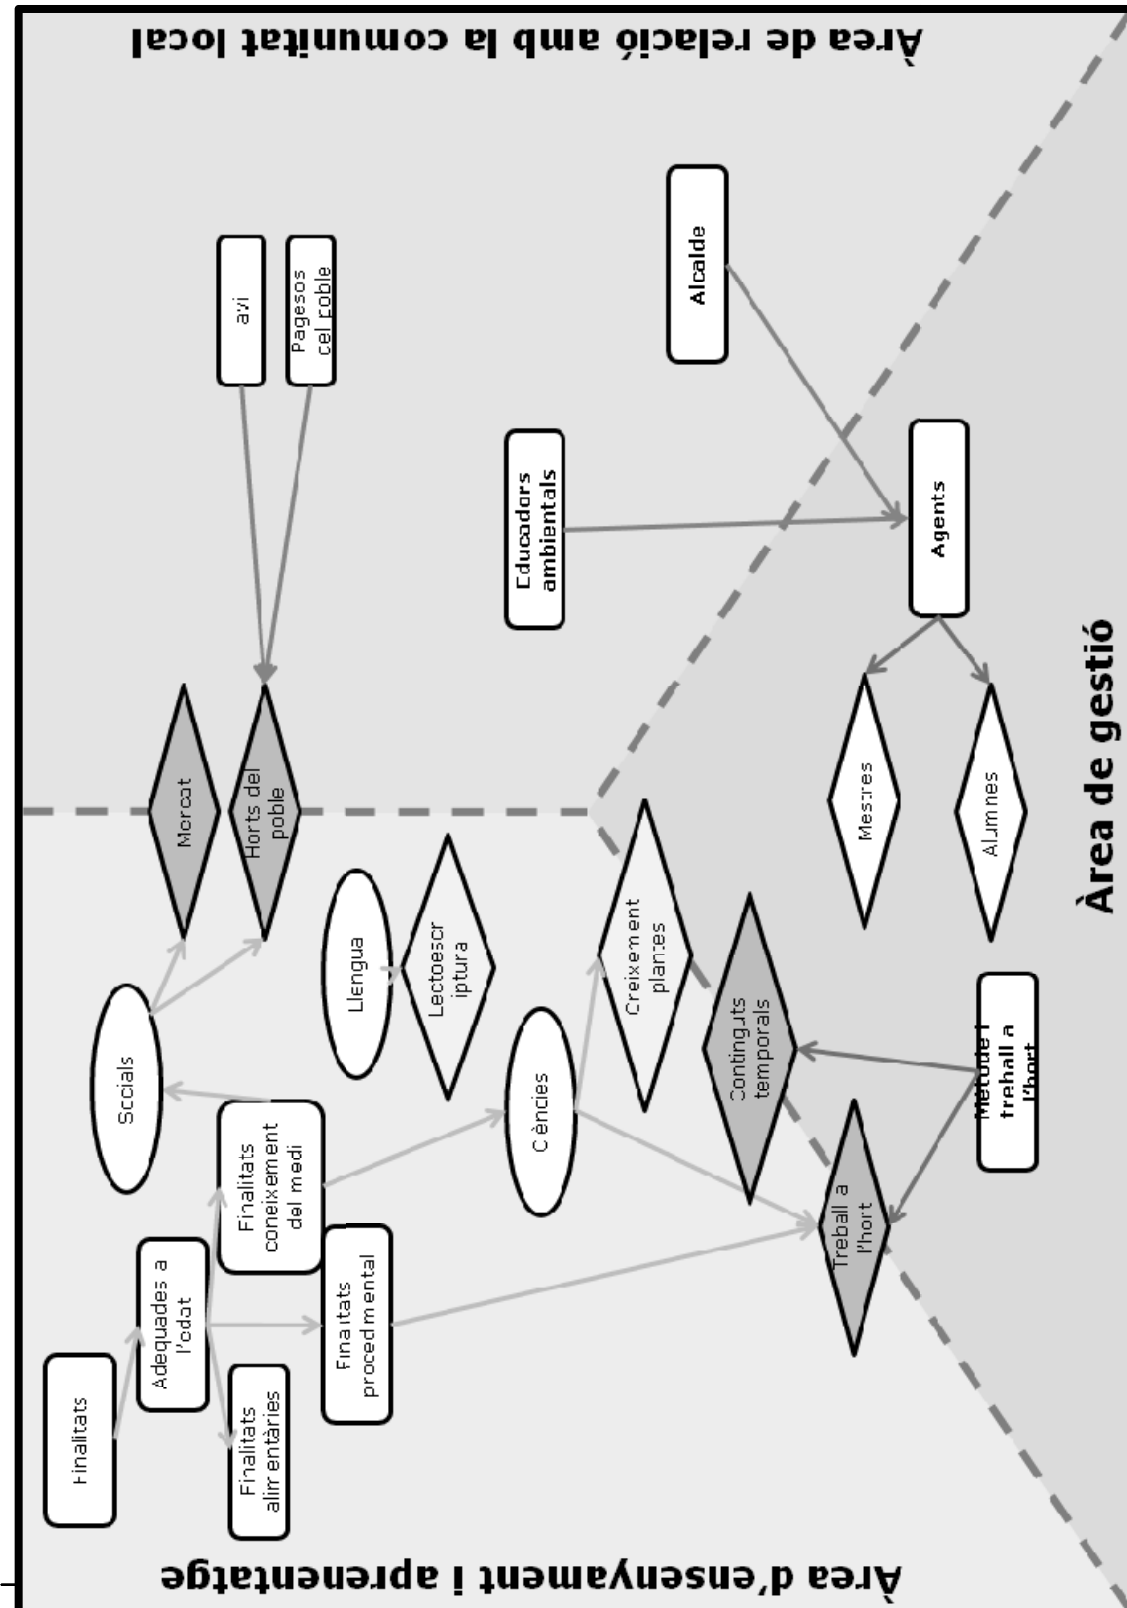 Àrea de relació amb la comunitat local
avi
Pagesos
cel poble
Alcalde
Educadors
ambientals
Agents
Mestres
Alumnes
Àrea de gestió
Mercat
Horts del
poble
Llengua
Lectoescr
iptura
Socials
Ciències
Creixement
plantes
Continguts
temporals
Treball a
l'hort
Mètode i
treball a
l'hort
Finalitats
Adequades a
l'edat
Finalitats
coneixement
del medi
Finalitats
procedimental
Finalitats
alimentàries
Àrea d'ensenyament i aprenentatge